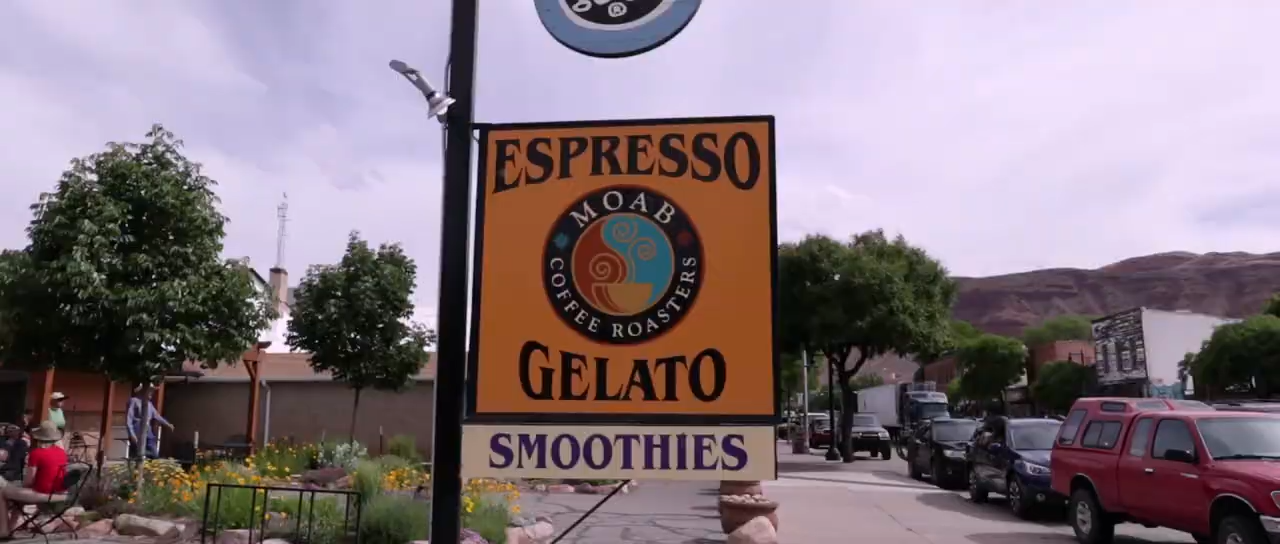 ESPRESSO
MOAB
COFFEE ROASTERS
GELATO
SMOOTHIES